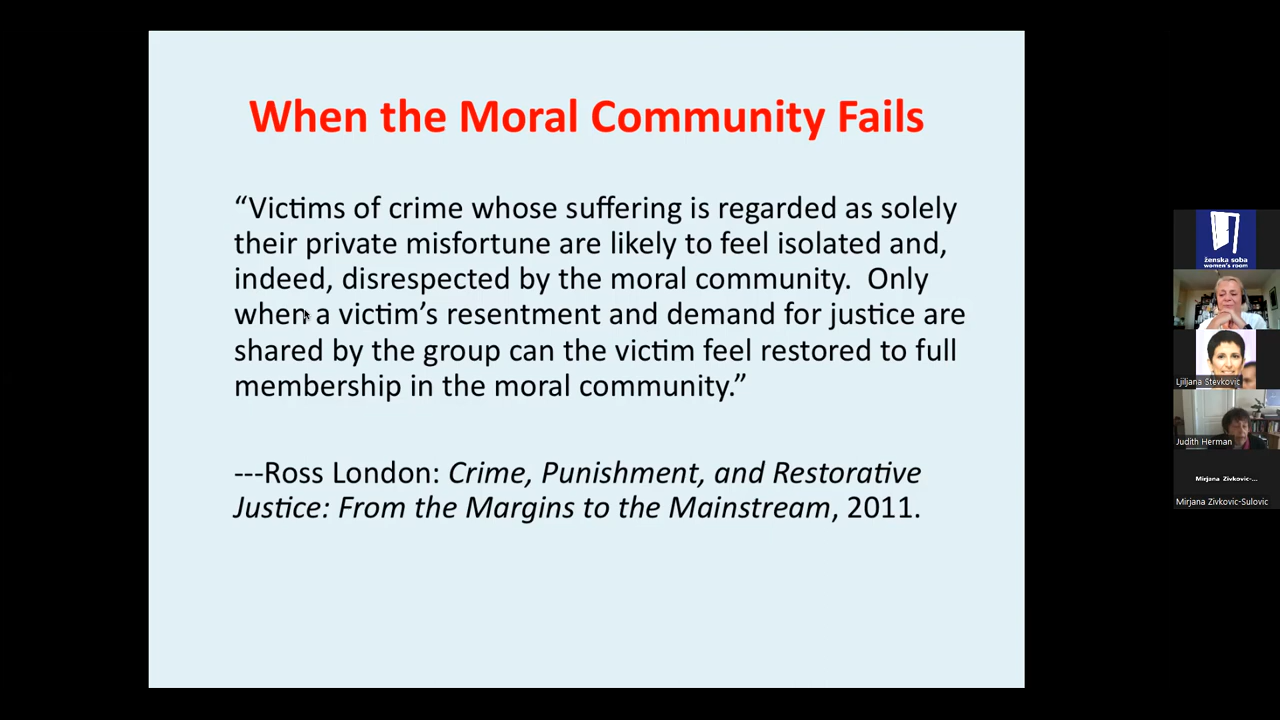 When the Moral Community Fails
“Victims of crime whose suffering is regarded as solely
their private misfortune are likely to feel isolated and,
indeed, disrespected by the moral community.  Only
when a victim’s resentment and demand for justice are
shared by the group can the victim feel restored to full
membership in the moral community.”
---Ross London: Crime, Punishment, and Restorative
Justice: From the Margins to the Mainstream, 2011.
ženska soba
women's room
Ljiljana Stevkovic
Judith Herman
Mirjana Zivkovic-...
Mirjana Zivkovic-Sulovic